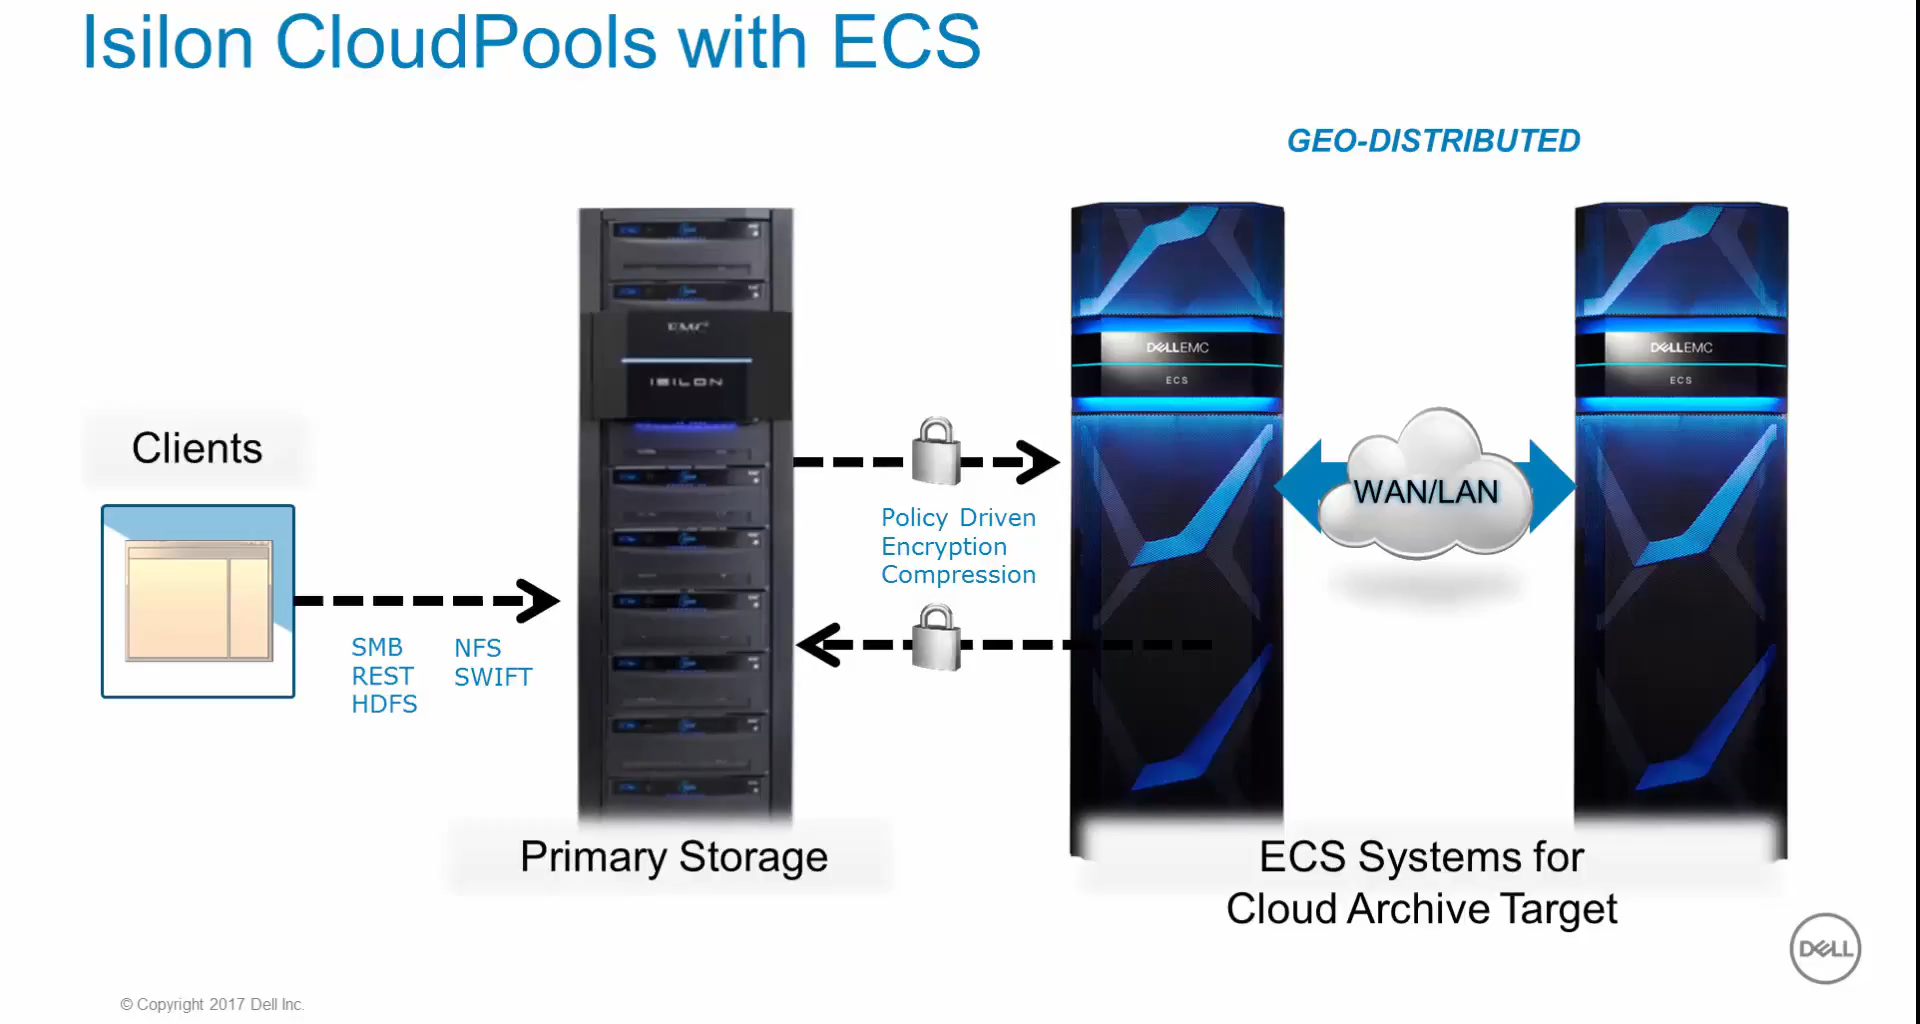 Isilon CloudPools with ECS
GEO-DISTRIBUTED
EMC²
ISILON
DELLEMC
ECS
DELLEMC
ECS
Clients
WAN/LAN
Policy Driven
Encryption
Compression
SMB NFS
REST SWIFT
HDFS
Primary Storage
ECS Systems for
Cloud Archive Target
DELL
© Copyright 2017 Dell Inc.